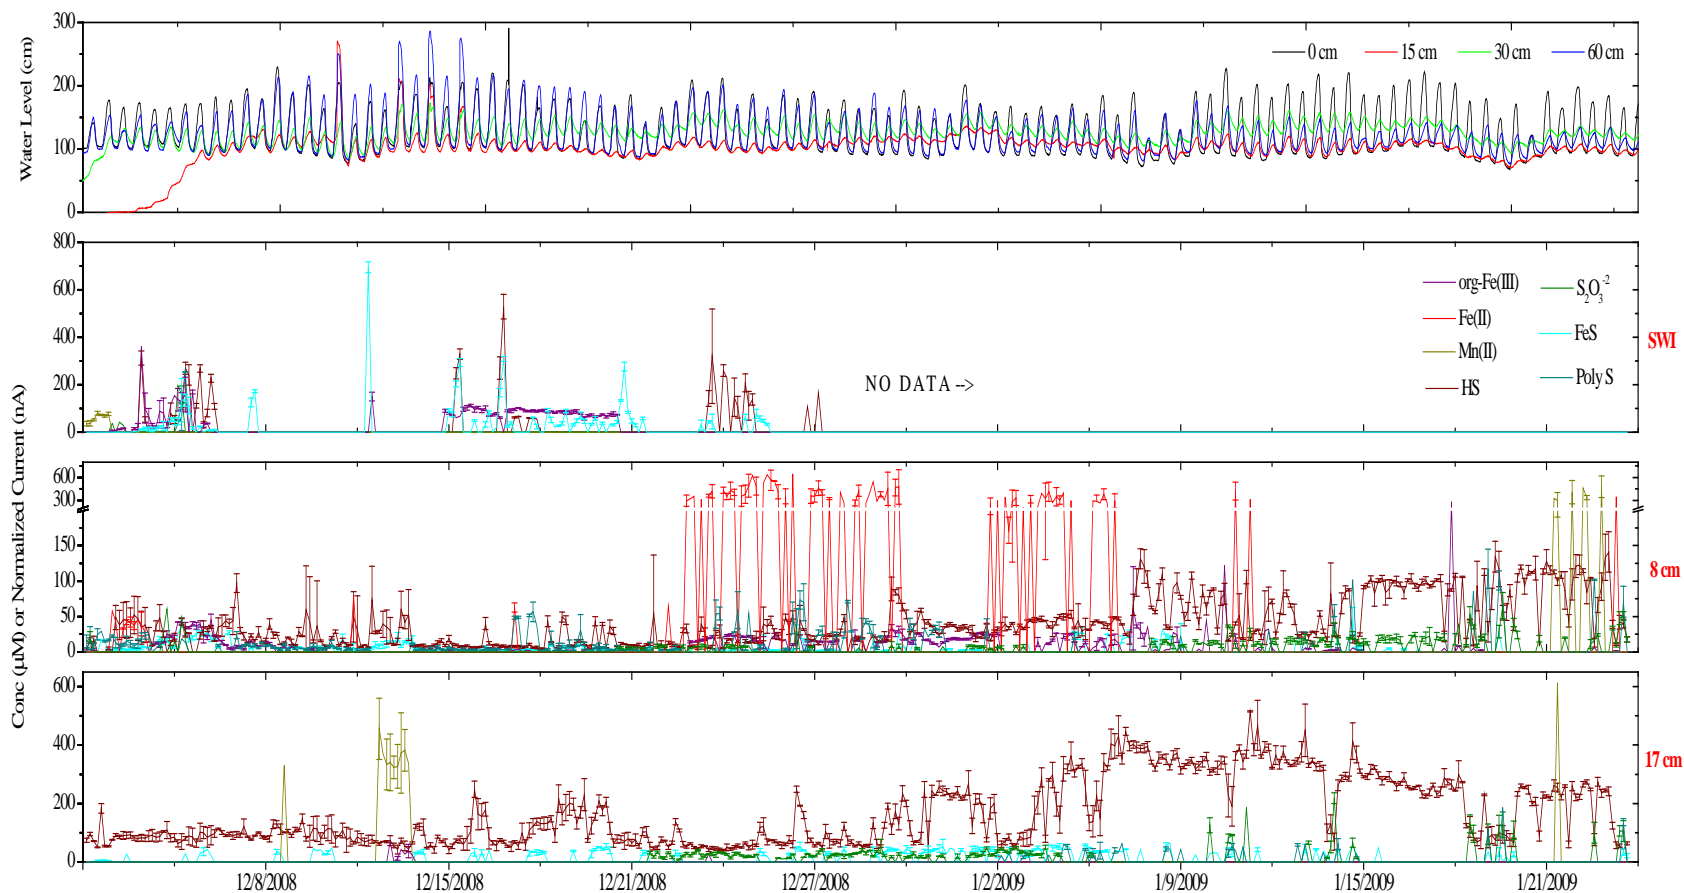 300
200
100
0
Water Level (cm)
0 cm
15 cm
30 cm
60 cm
800
600
400
200
0
org-Fe(III)
Fe(II)
Mn(II)
HS
S2O3-2
FeS
Poly S
NO DATA -->
SWI
Conc (μM) or Normalized Current (nA)
600
300
150
100
50
0
8 cm
600
400
200
0
17 cm
12/8/2008
12/15/2008
12/21/2008
12/27/2008
1/2/2009
1/9/2009
1/15/2009
1/21/2009